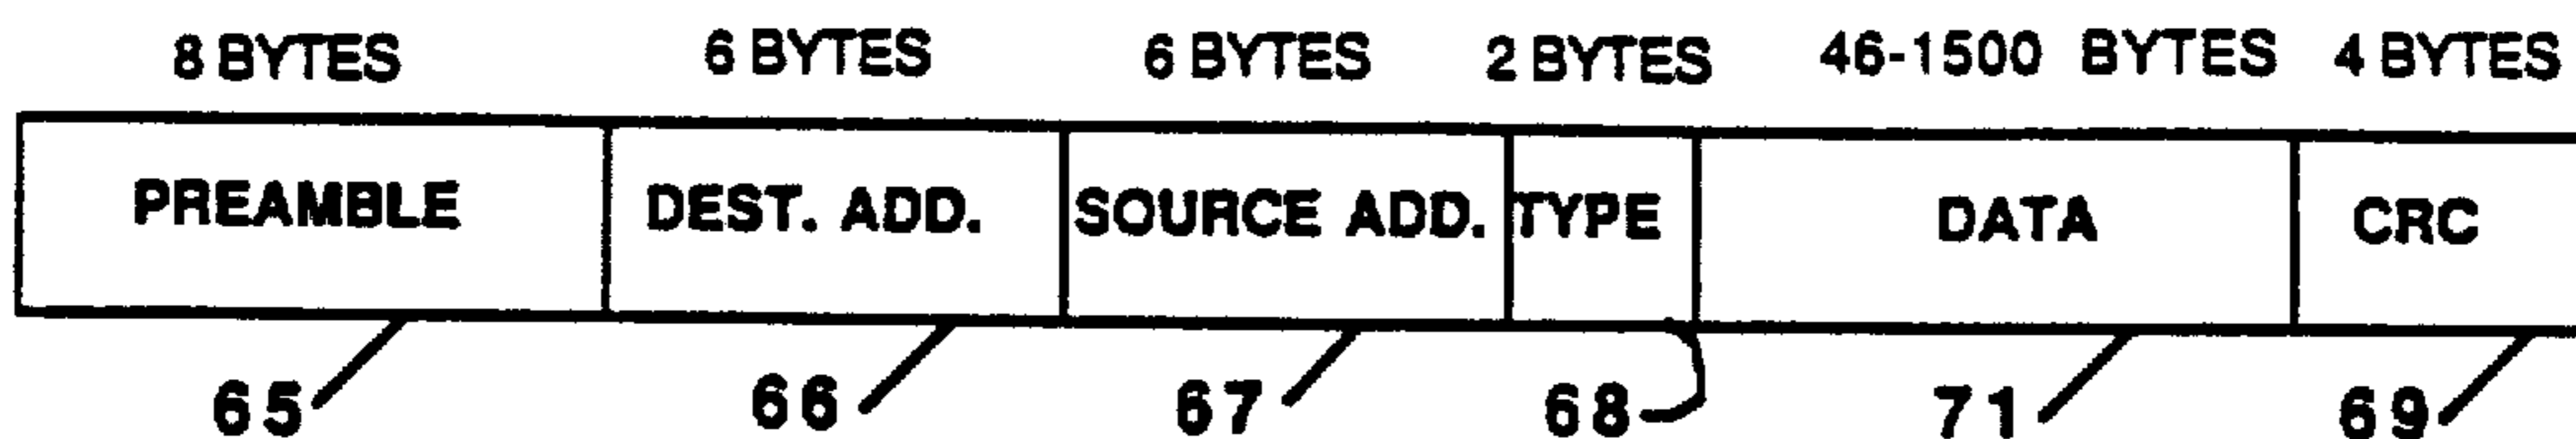 8 BYTES 6 BYTES 6 BYTES 2 BYTES 46-1500 BYTES 4 BYTES
PREAMBLE DEST. ADD. SOURCE ADD. TYPE DATA CRC
65 66 67 68 71 69